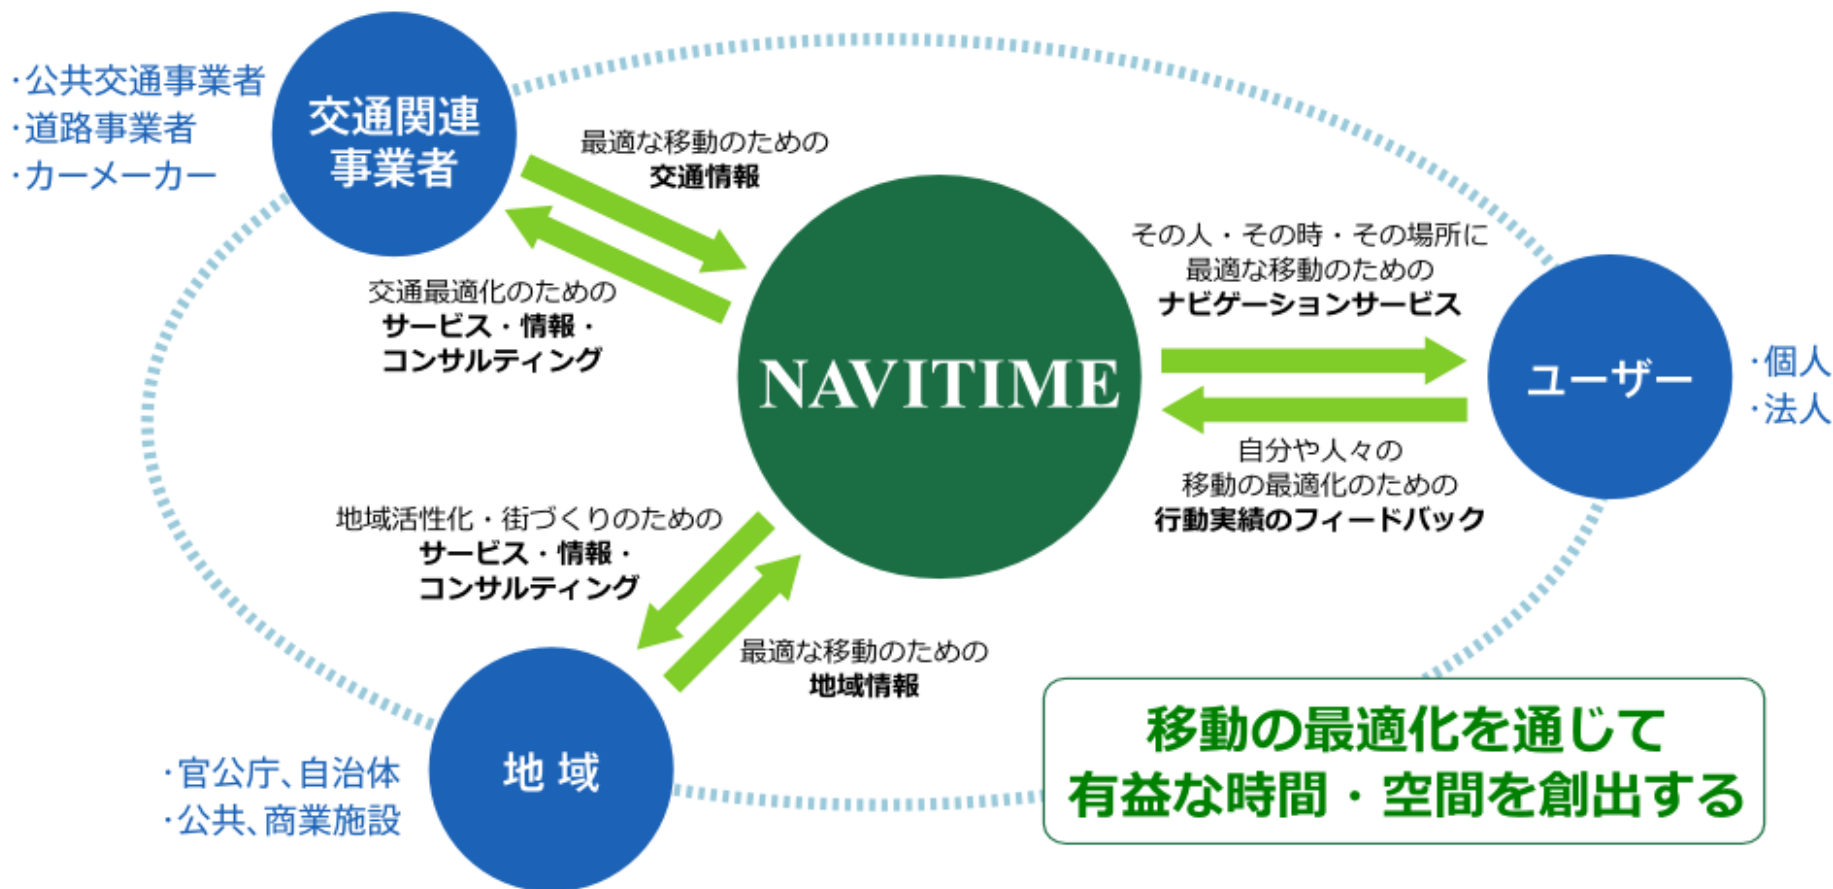 ・公共交通事業者
・道路事業者
・カーメーカー
交通関連
事業者
最適な移動のための
交通情報
交通最適化のための
サービス・情報・
コンサルティング
NAVITIME
その人・その時・その場所に
最適な移動のための
ナビゲーションサービス
ユーザー
・個人
・法人
自分や人々の
移動の最適化のための
行動実績のフィードバック
地域活性化・街づくりのための
サービス・情報・
コンサルティング
最適な移動のための
地域情報
地 域
・官公庁、自治体
・公共、商業施設
移動の最適化を通じて
有益な時間・空間を創出する